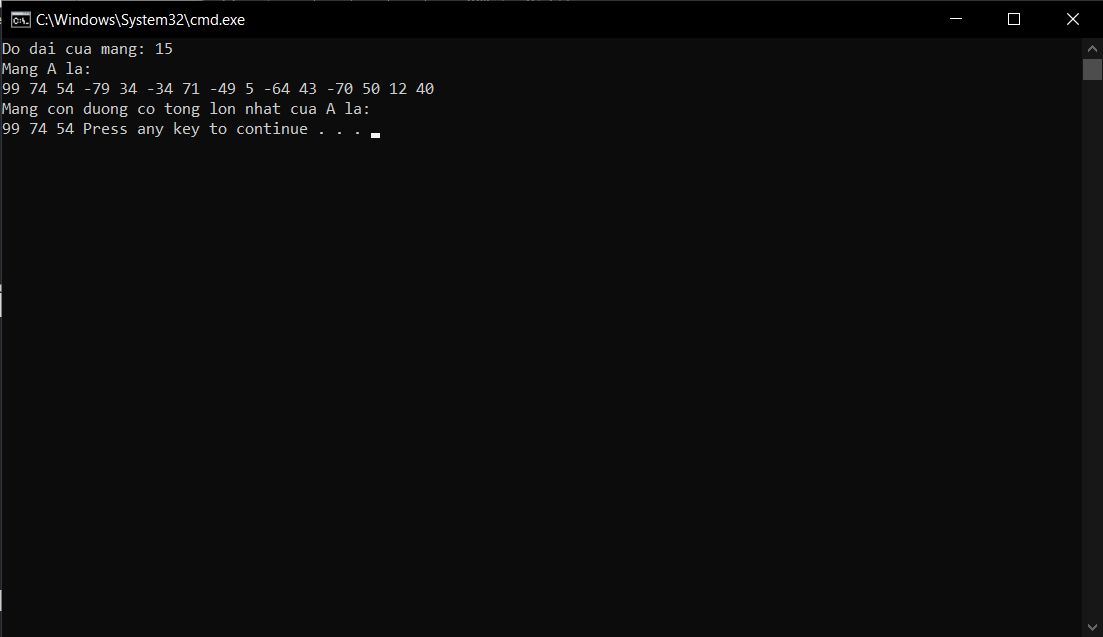 C:\Windows\System32\cmd.exe
Do dai cua mang: 15
Mang A la:
99 74 54 -79 34 -34 71 -49 5 -64 43 -70 50 12 40
Mang con duong co tong lon nhat cua A la:
99 74 54 Press any key to continue . . .